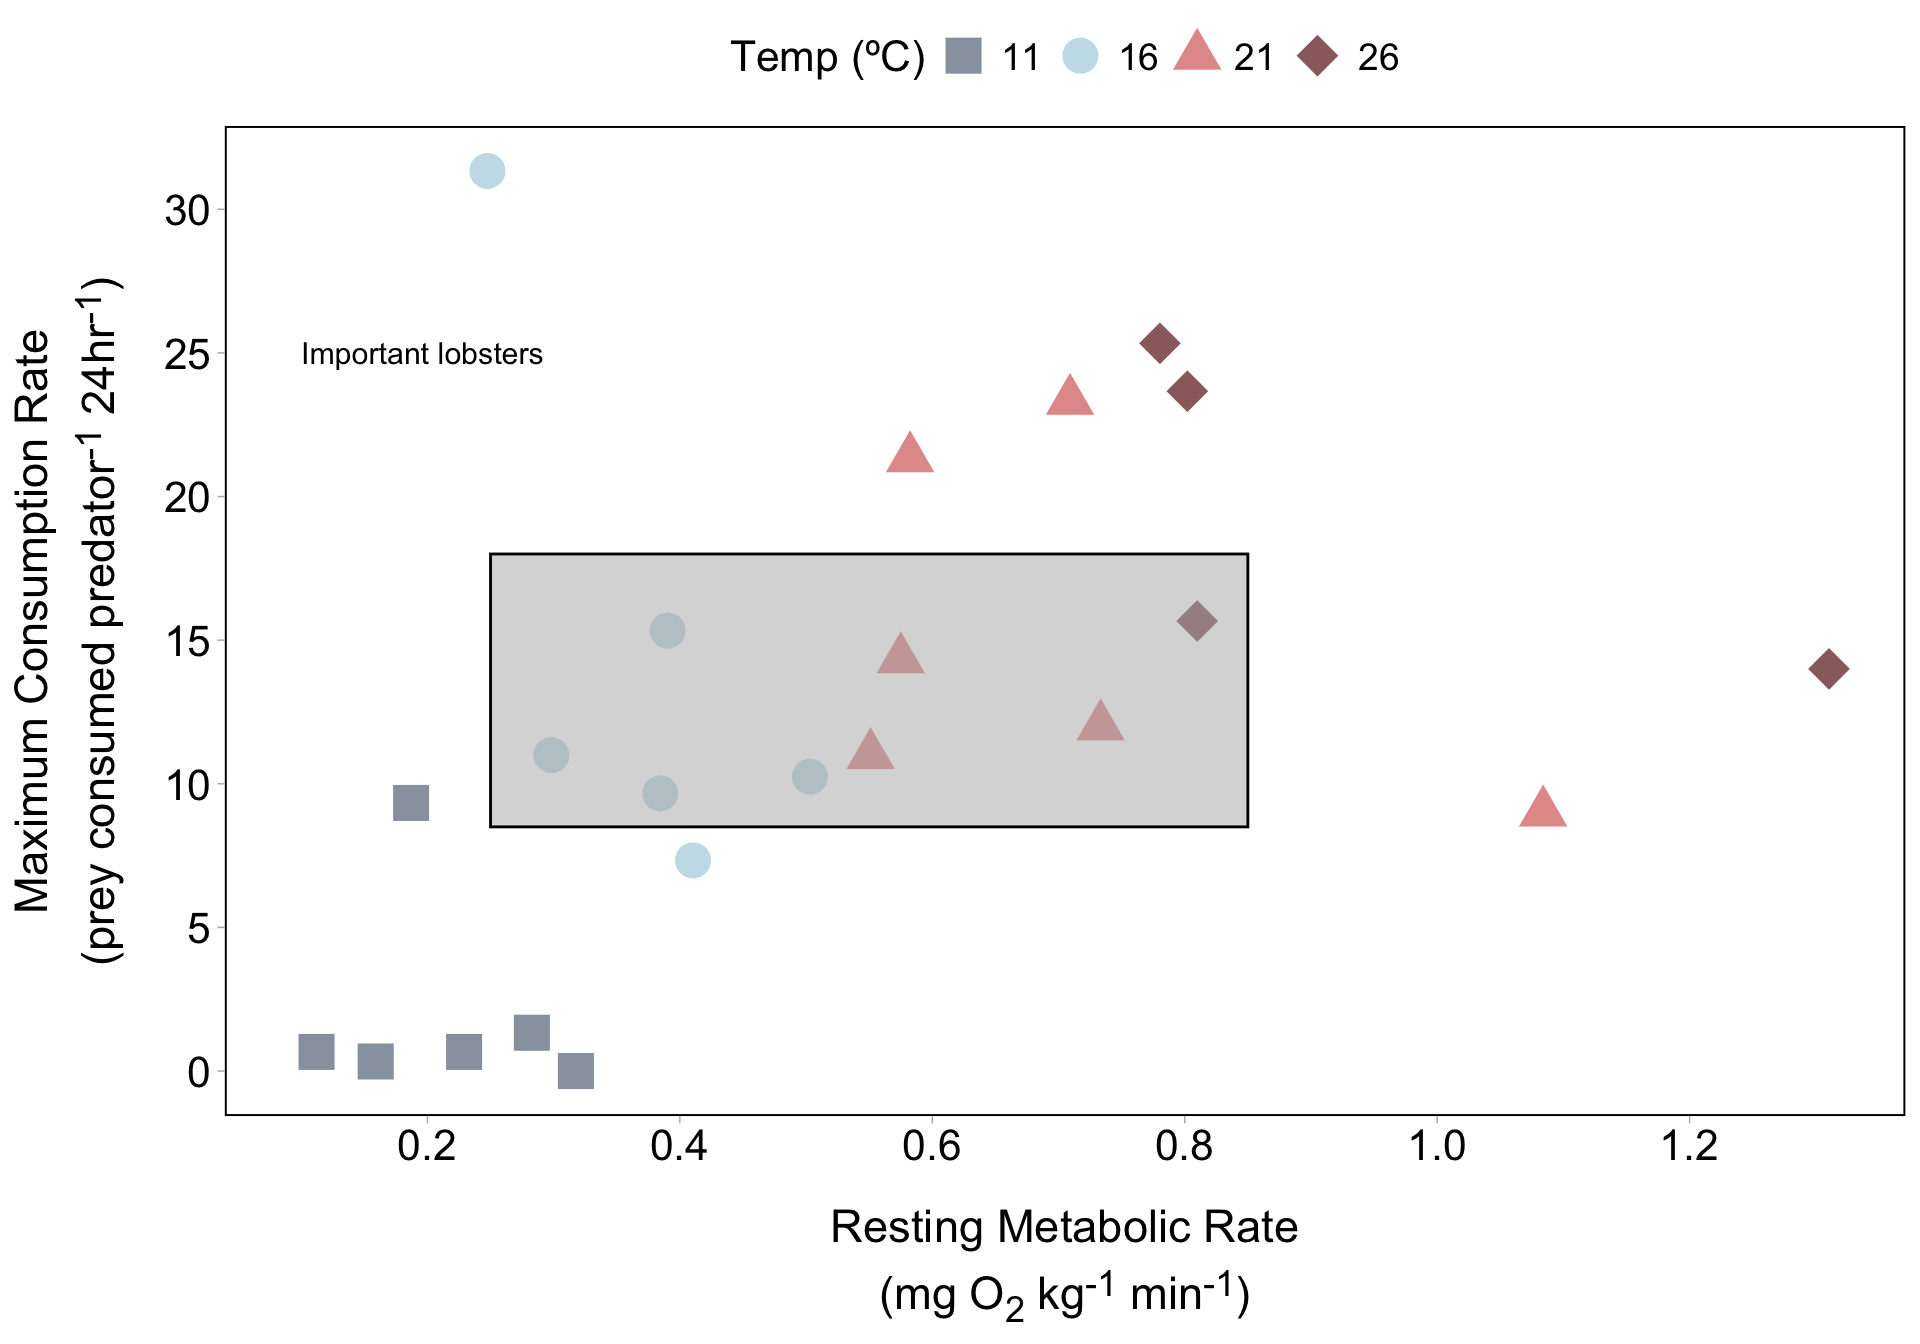 Temp (ºC) 11 16 21 26
30
25
20
15
10
5
0
Important lobsters
Maximum Consumption Rate
(prey consumed predator⁻¹ 24hr⁻¹)
0.2 0.4 0.6 0.8 1.0 1.2
Resting Metabolic Rate
(mg O₂ kg⁻¹ min⁻¹)